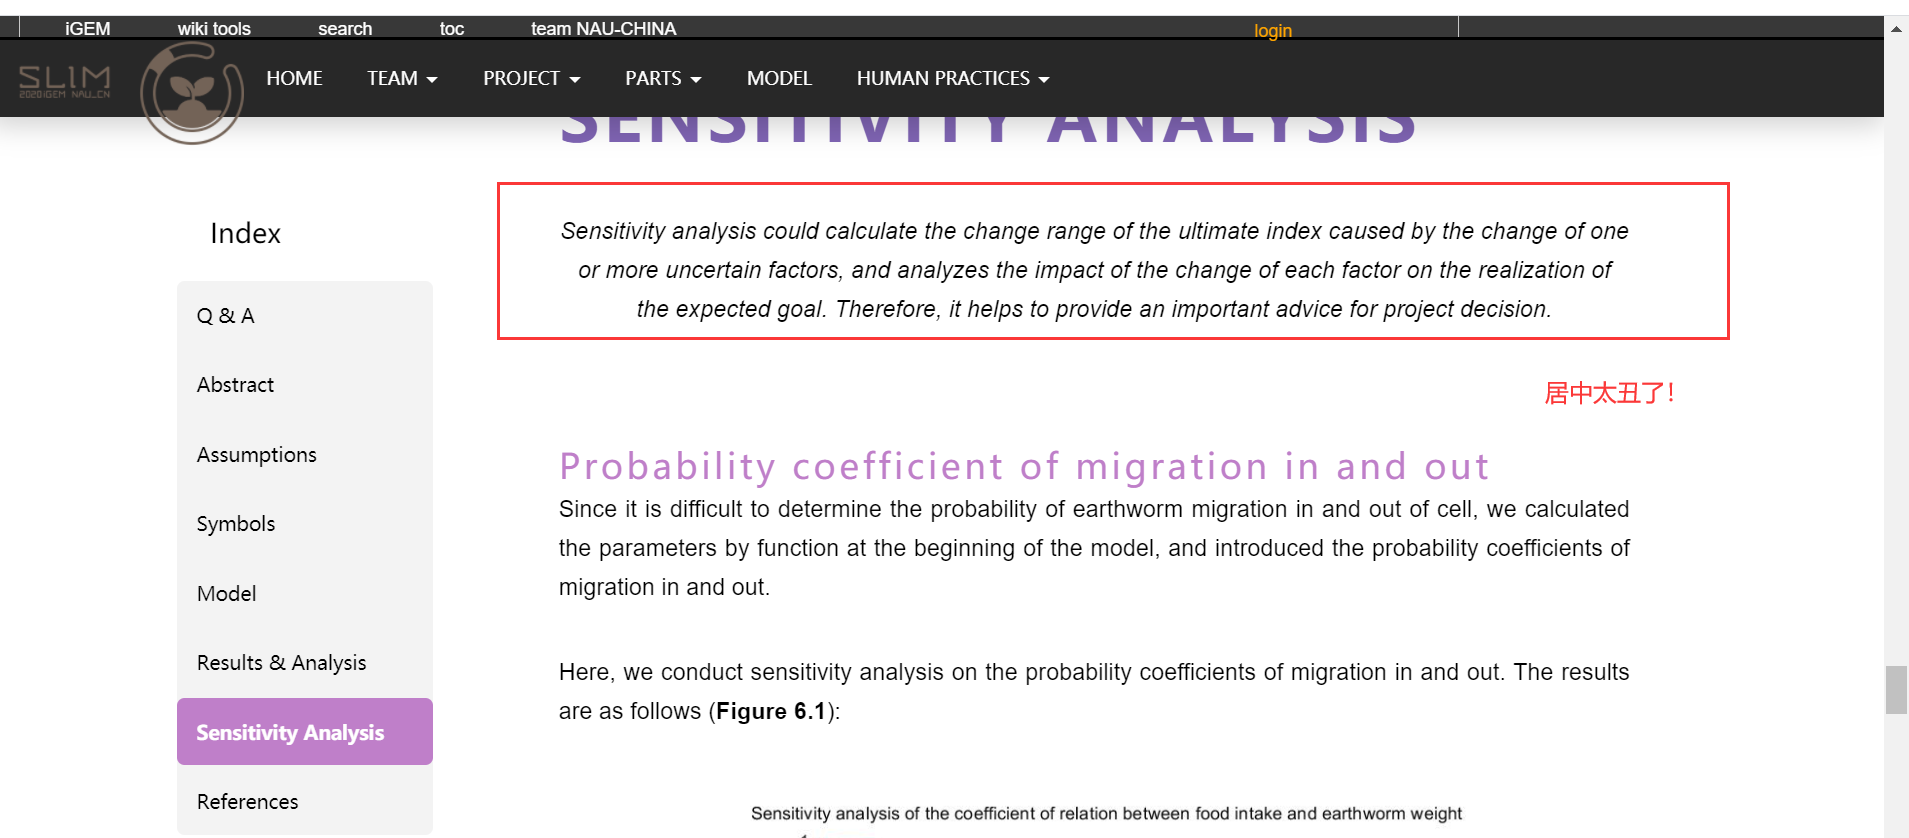 iGEM wiki tools search toc team NAU-CHINA login
SLIM
2020iGEM NAU_CN
HOME TEAM PROJECT PARTS MODEL HUMAN PRACTICES
SENSITIVITY ANALYSIS
Index
Q & A
Abstract
Assumptions
Symbols
Model
Results & Analysis
Sensitivity Analysis
References
Sensitivity analysis could calculate the change range of the ultimate index caused by the change of one
or more uncertain factors, and analyzes the impact of the change of each factor on the realization of
the expected goal. Therefore, it helps to provide an important advice for project decision.
居中太丑了！
Probability coefficient of migration in and out
Since it is difficult to determine the probability of earthworm migration in and out of cell, we calculated
the parameters by function at the beginning of the model, and introduced the probability coefficients of
migration in and out.
Here, we conduct sensitivity analysis on the probability coefficients of migration in and out. The results
are as follows (Figure 6.1):
Sensitivity analysis of the coefficient of relation between food intake and earthworm weight